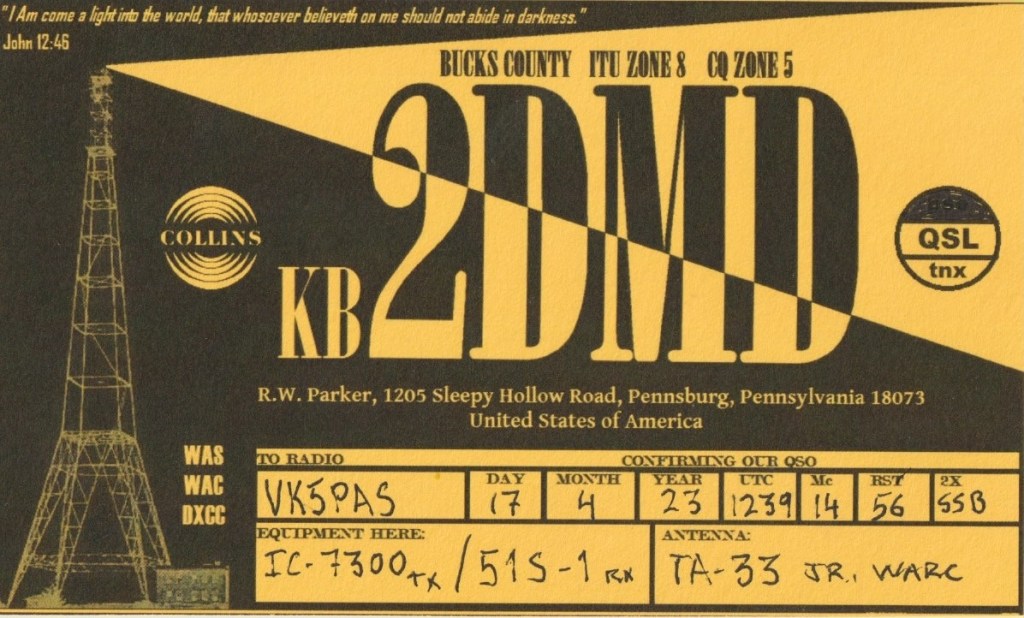 "I Am come a light into the world, that whosoever believeth on me should not abide in darkness."
John 12:46
BUCKS COUNTY ITU ZONE 8 CQ ZONE 5
KB2DMD
COLLINS
QSL
tnx
R.W. Parker, 1205 Sleepy Hollow Road, Pennsburg, Pennsylvania 18073
United States of America
WAS
WAC
DXCC
TO RADIO CONFIRMING OUR QSO
DAY MONTH YEAR UTC Mc RST 2X
VK5PAS 17 4 23 1239 14 56 SSB
EQUIPMENT HERE: ANTENNA:
IC-7300 TX / 51S-1 RX TA-33 JR., WARC